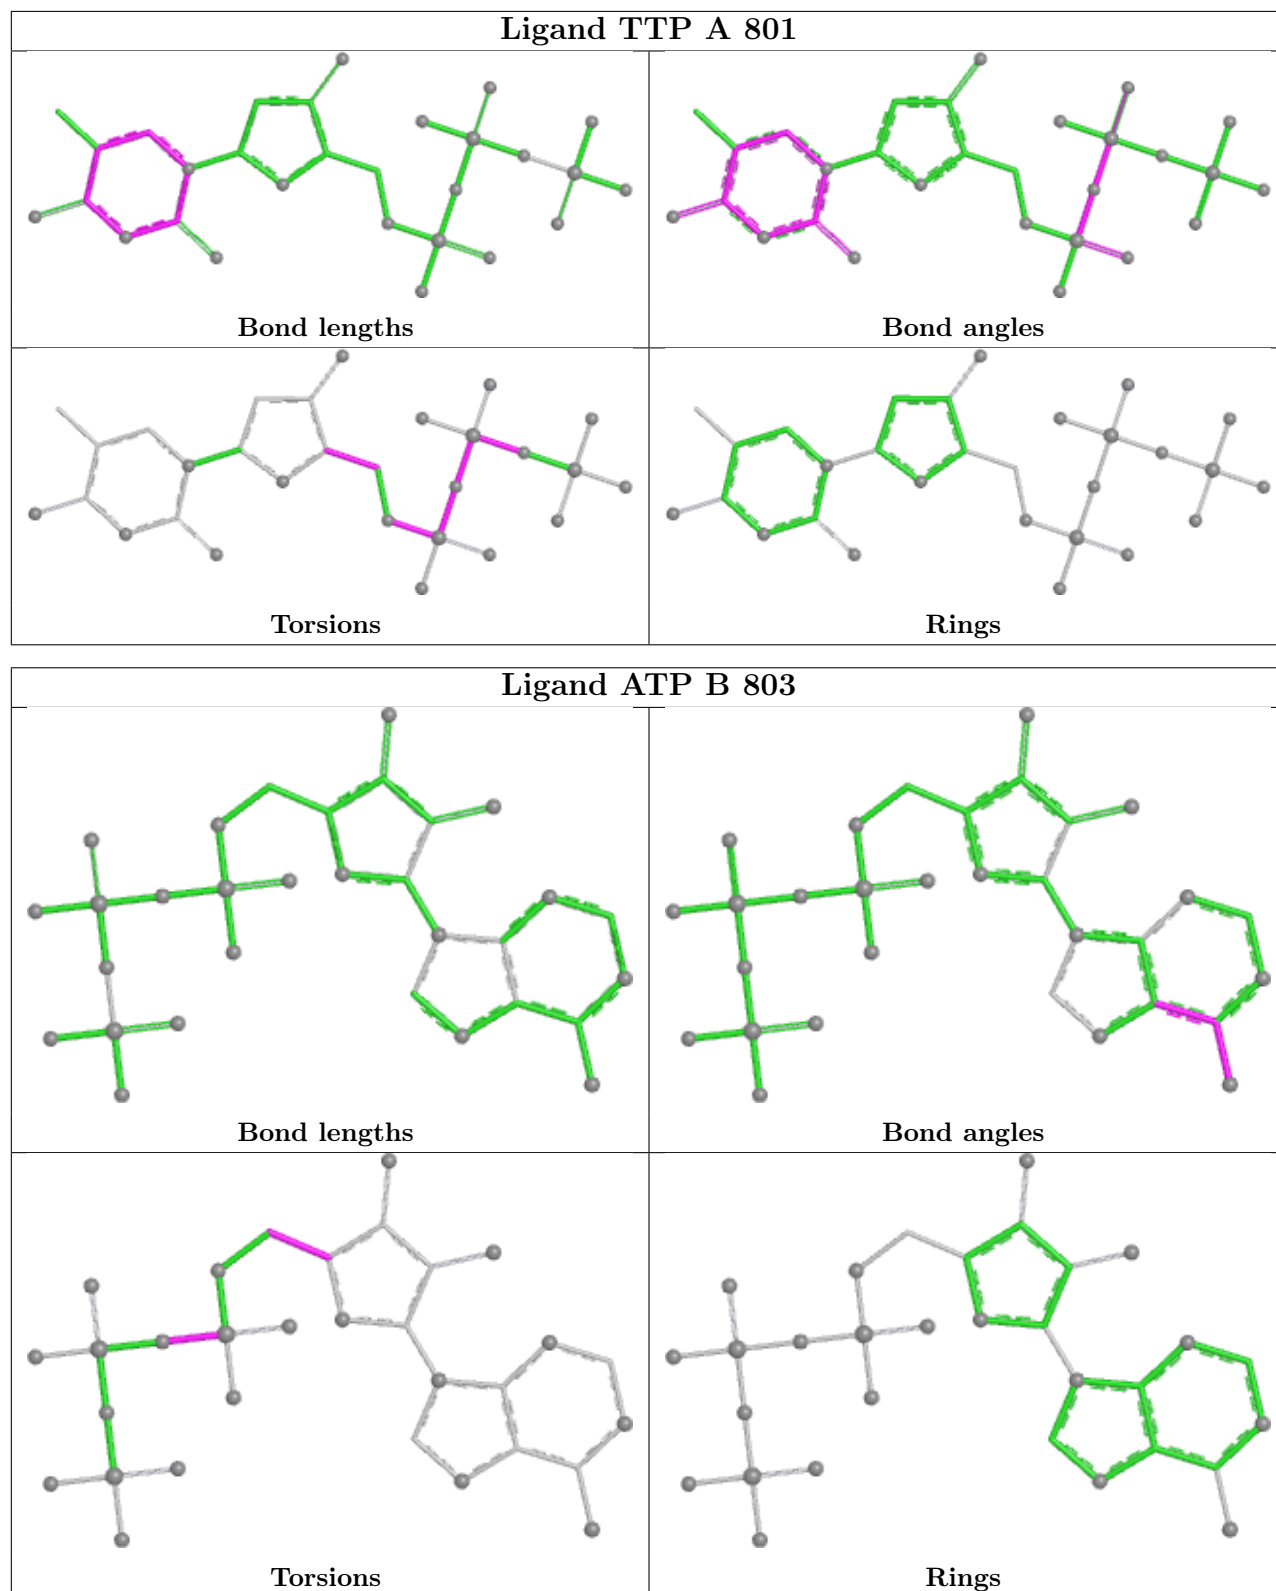 Ligand TTP A 801
Bond lengths
Bond angles
Torsions
Rings
Ligand ATP B 803
Bond lengths
Bond angles
Torsions
Rings